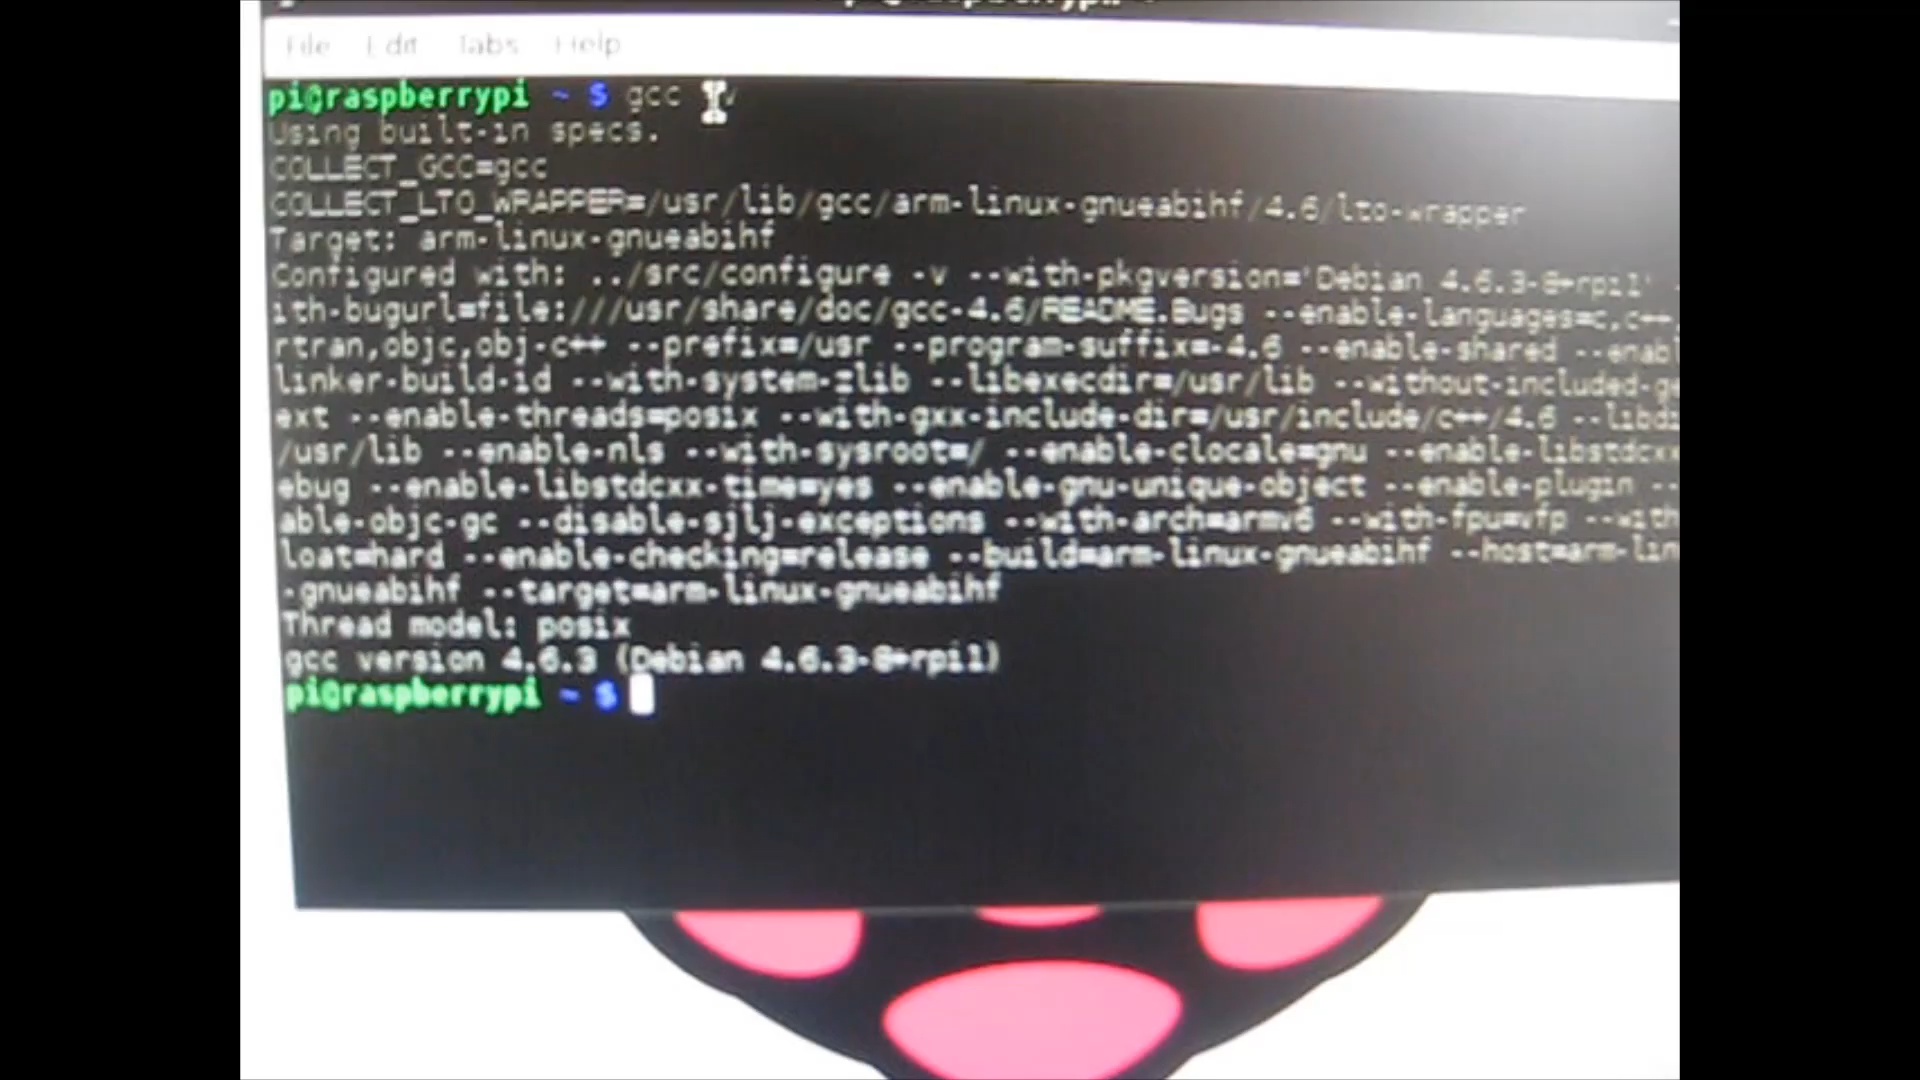 File Edit Tabs Help
pi@raspberrypi ~ $ gcc
Using built-in specs.
COLLECT_GCC=gcc
COLLECT_LTO_WRAPPER=/usr/lib/gcc/arm-linux-gnueabihf/4.6/lto-wrapper
Target: arm-linux-gnueabihf
Configured with: ../src/configure -v --with-pkgversion='Debian 4.6.3-8+rpi1'
ith-bugurl=file:///usr/share/doc/gcc-4.6/README.Bugs --enable-languages=c,c++,
rtran,objc,obj-c++ --prefix=/usr --program-suffix=-4.6 --enable-shared --enabl
linker-build-id --with-system-zlib --libexecdir=/usr/lib --without-included-ge
ext --enable-threads=posix --with-gxx-include-dir=/usr/include/c++/4.6 --libdi
/usr/lib --enable-nls --with-sysroot=/ --enable-clocale=gnu --enable-libstdcxx
ebug --enable-libstdcxx-time=yes --enable-gnu-unique-object --enable-plugin --
able-objc-gc --disable-sjlj-exceptions --with-arch=armv6 --with-fpu=vfp --with
loat=hard --enable-checking=release --build=arm-linux-gnueabihf --host=arm-lin
-gnueabihf --target=arm-linux-gnueabihf
Thread model: posix
gcc version 4.6.3 (Debian 4.6.3-8+rpi1)
pi@raspberrypi ~ $